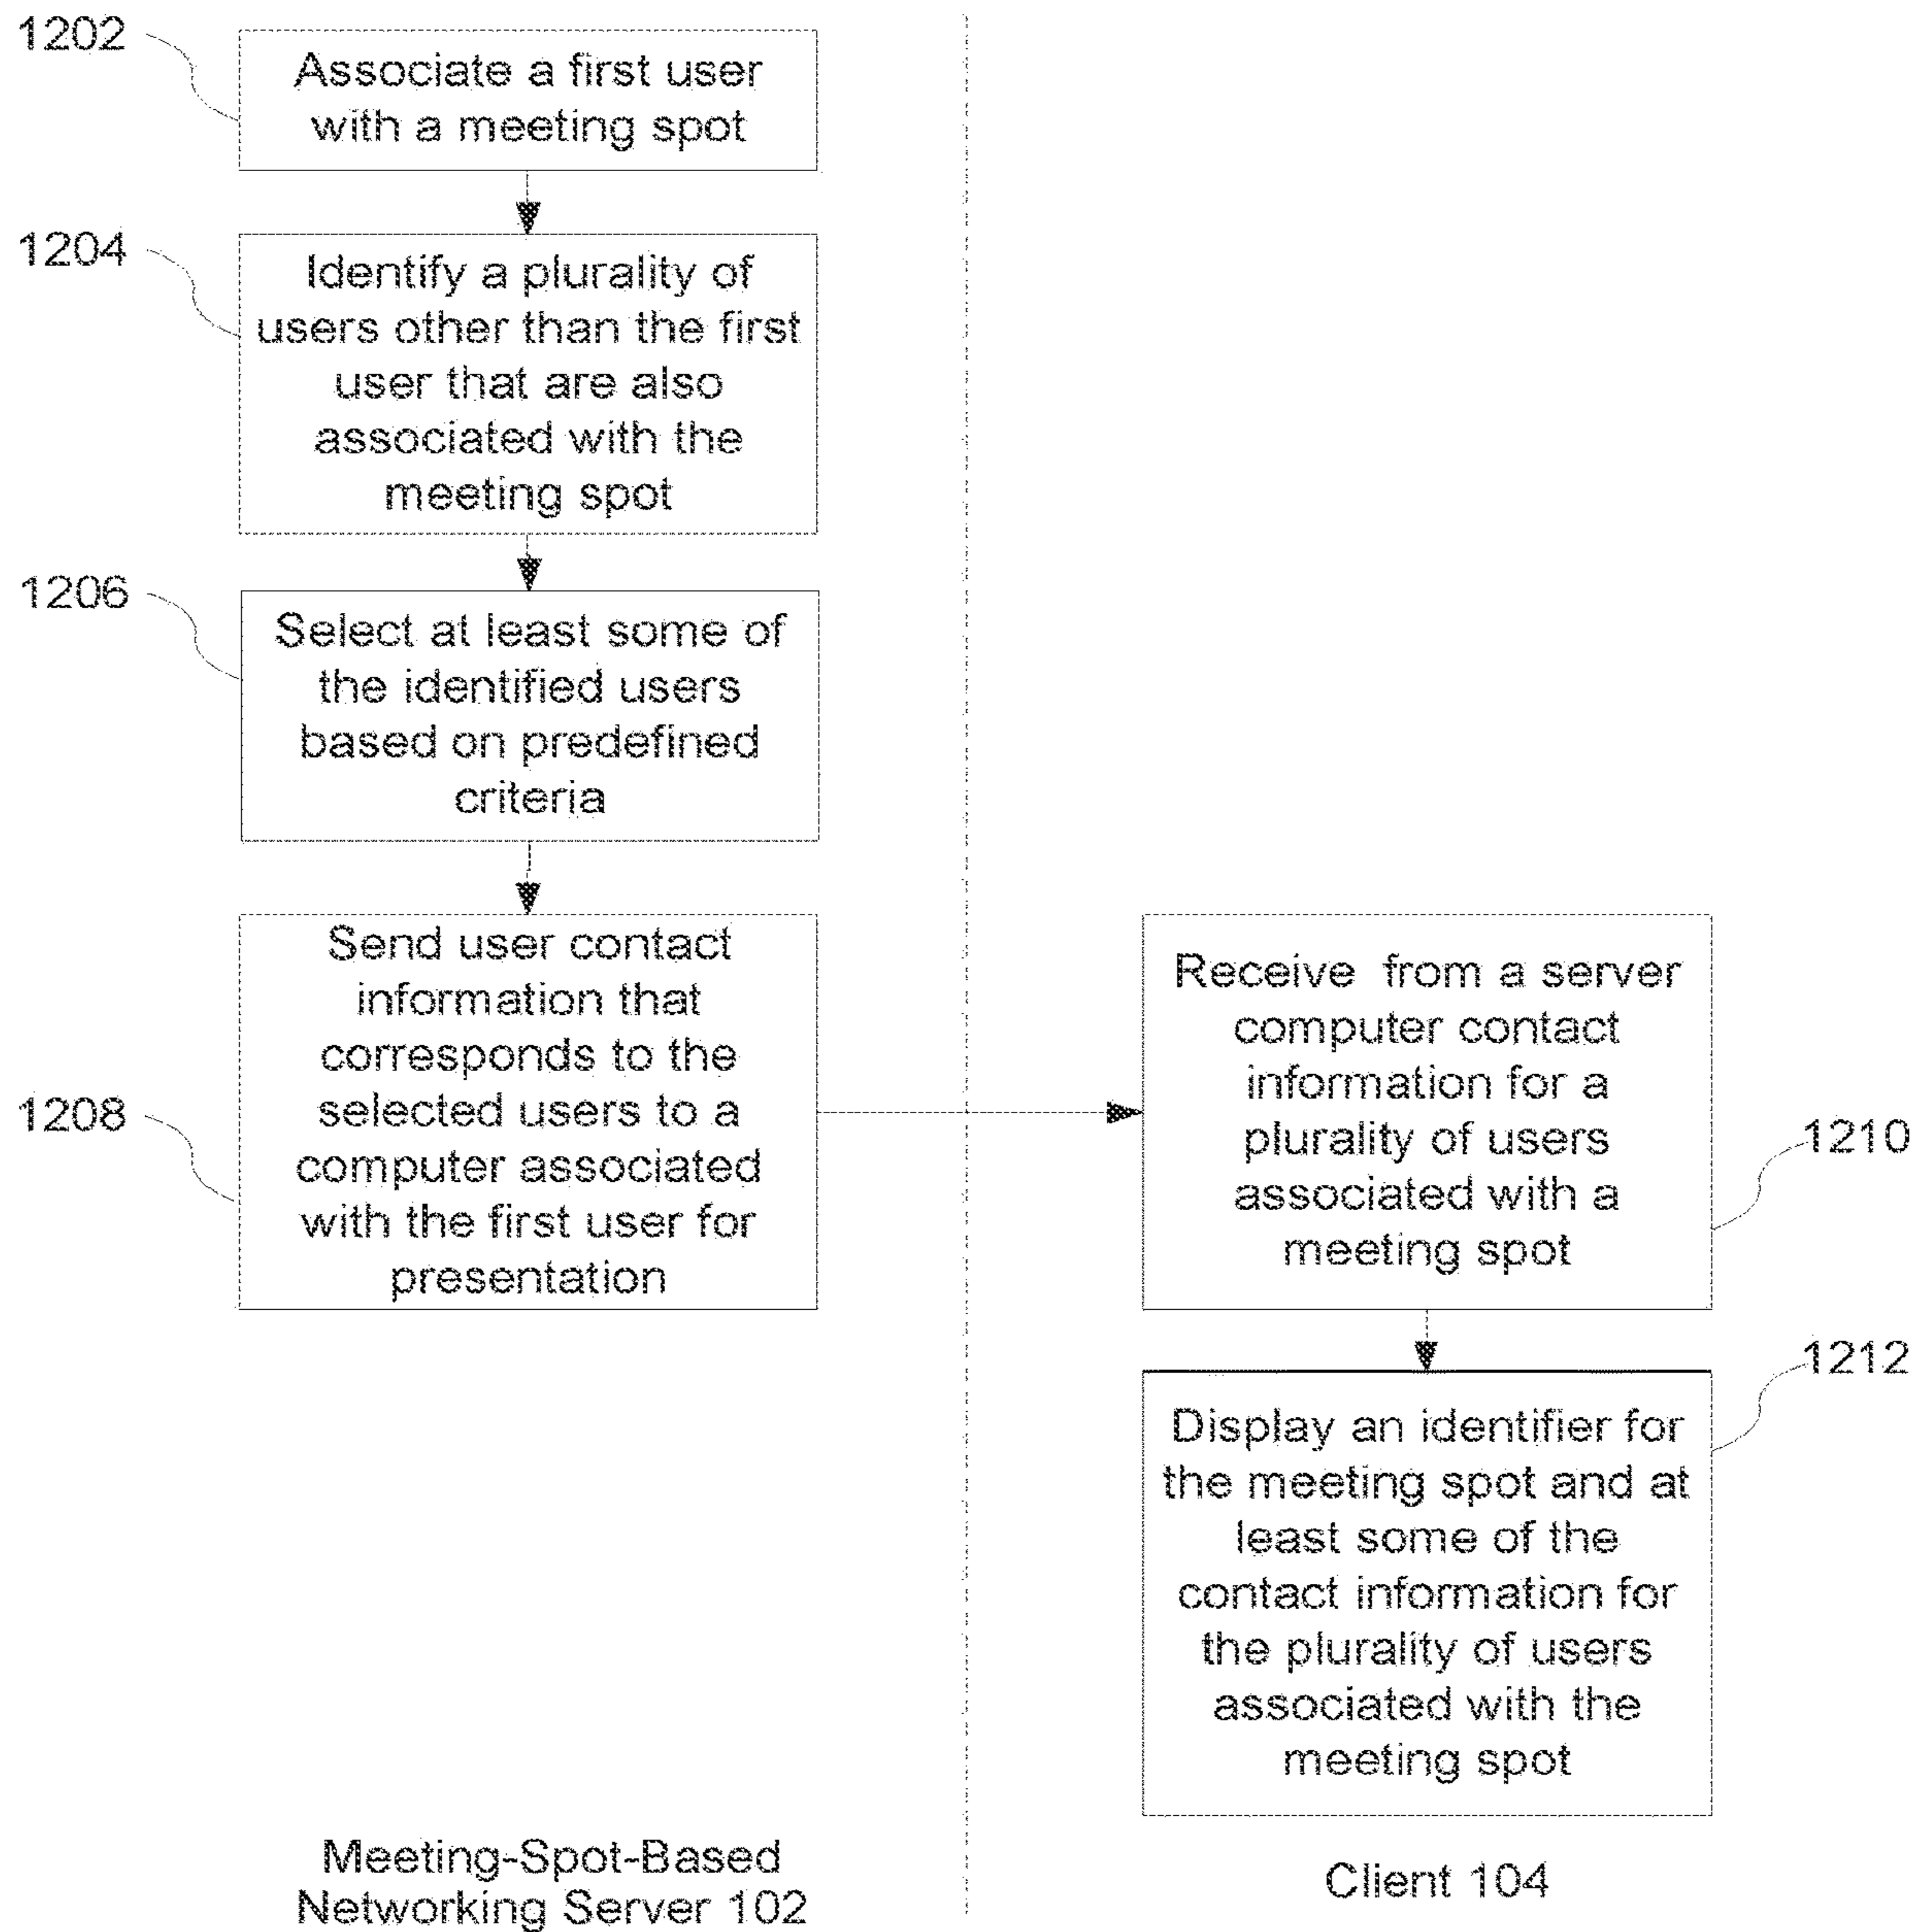 1202
Associate a first user
with a meeting spot
1204
Identify a plurality of
users other than the first
user that are also
associated with the
meeting spot
1206
Select at least some of
the identified users
based on predefined
criteria
1208
Send user contact
information that
corresponds to the
selected users to a
computer associated
with the first user for
presentation
1210
Receive from a server
computer contact
information for a
plurality of users
associated with a
meeting spot
1212
Display an identifier for
the meeting spot and at
least some of the
contact information for
the plurality of users
associated with the
meeting spot
Meeting-Spot-Based
Networking Server 102
Client 104